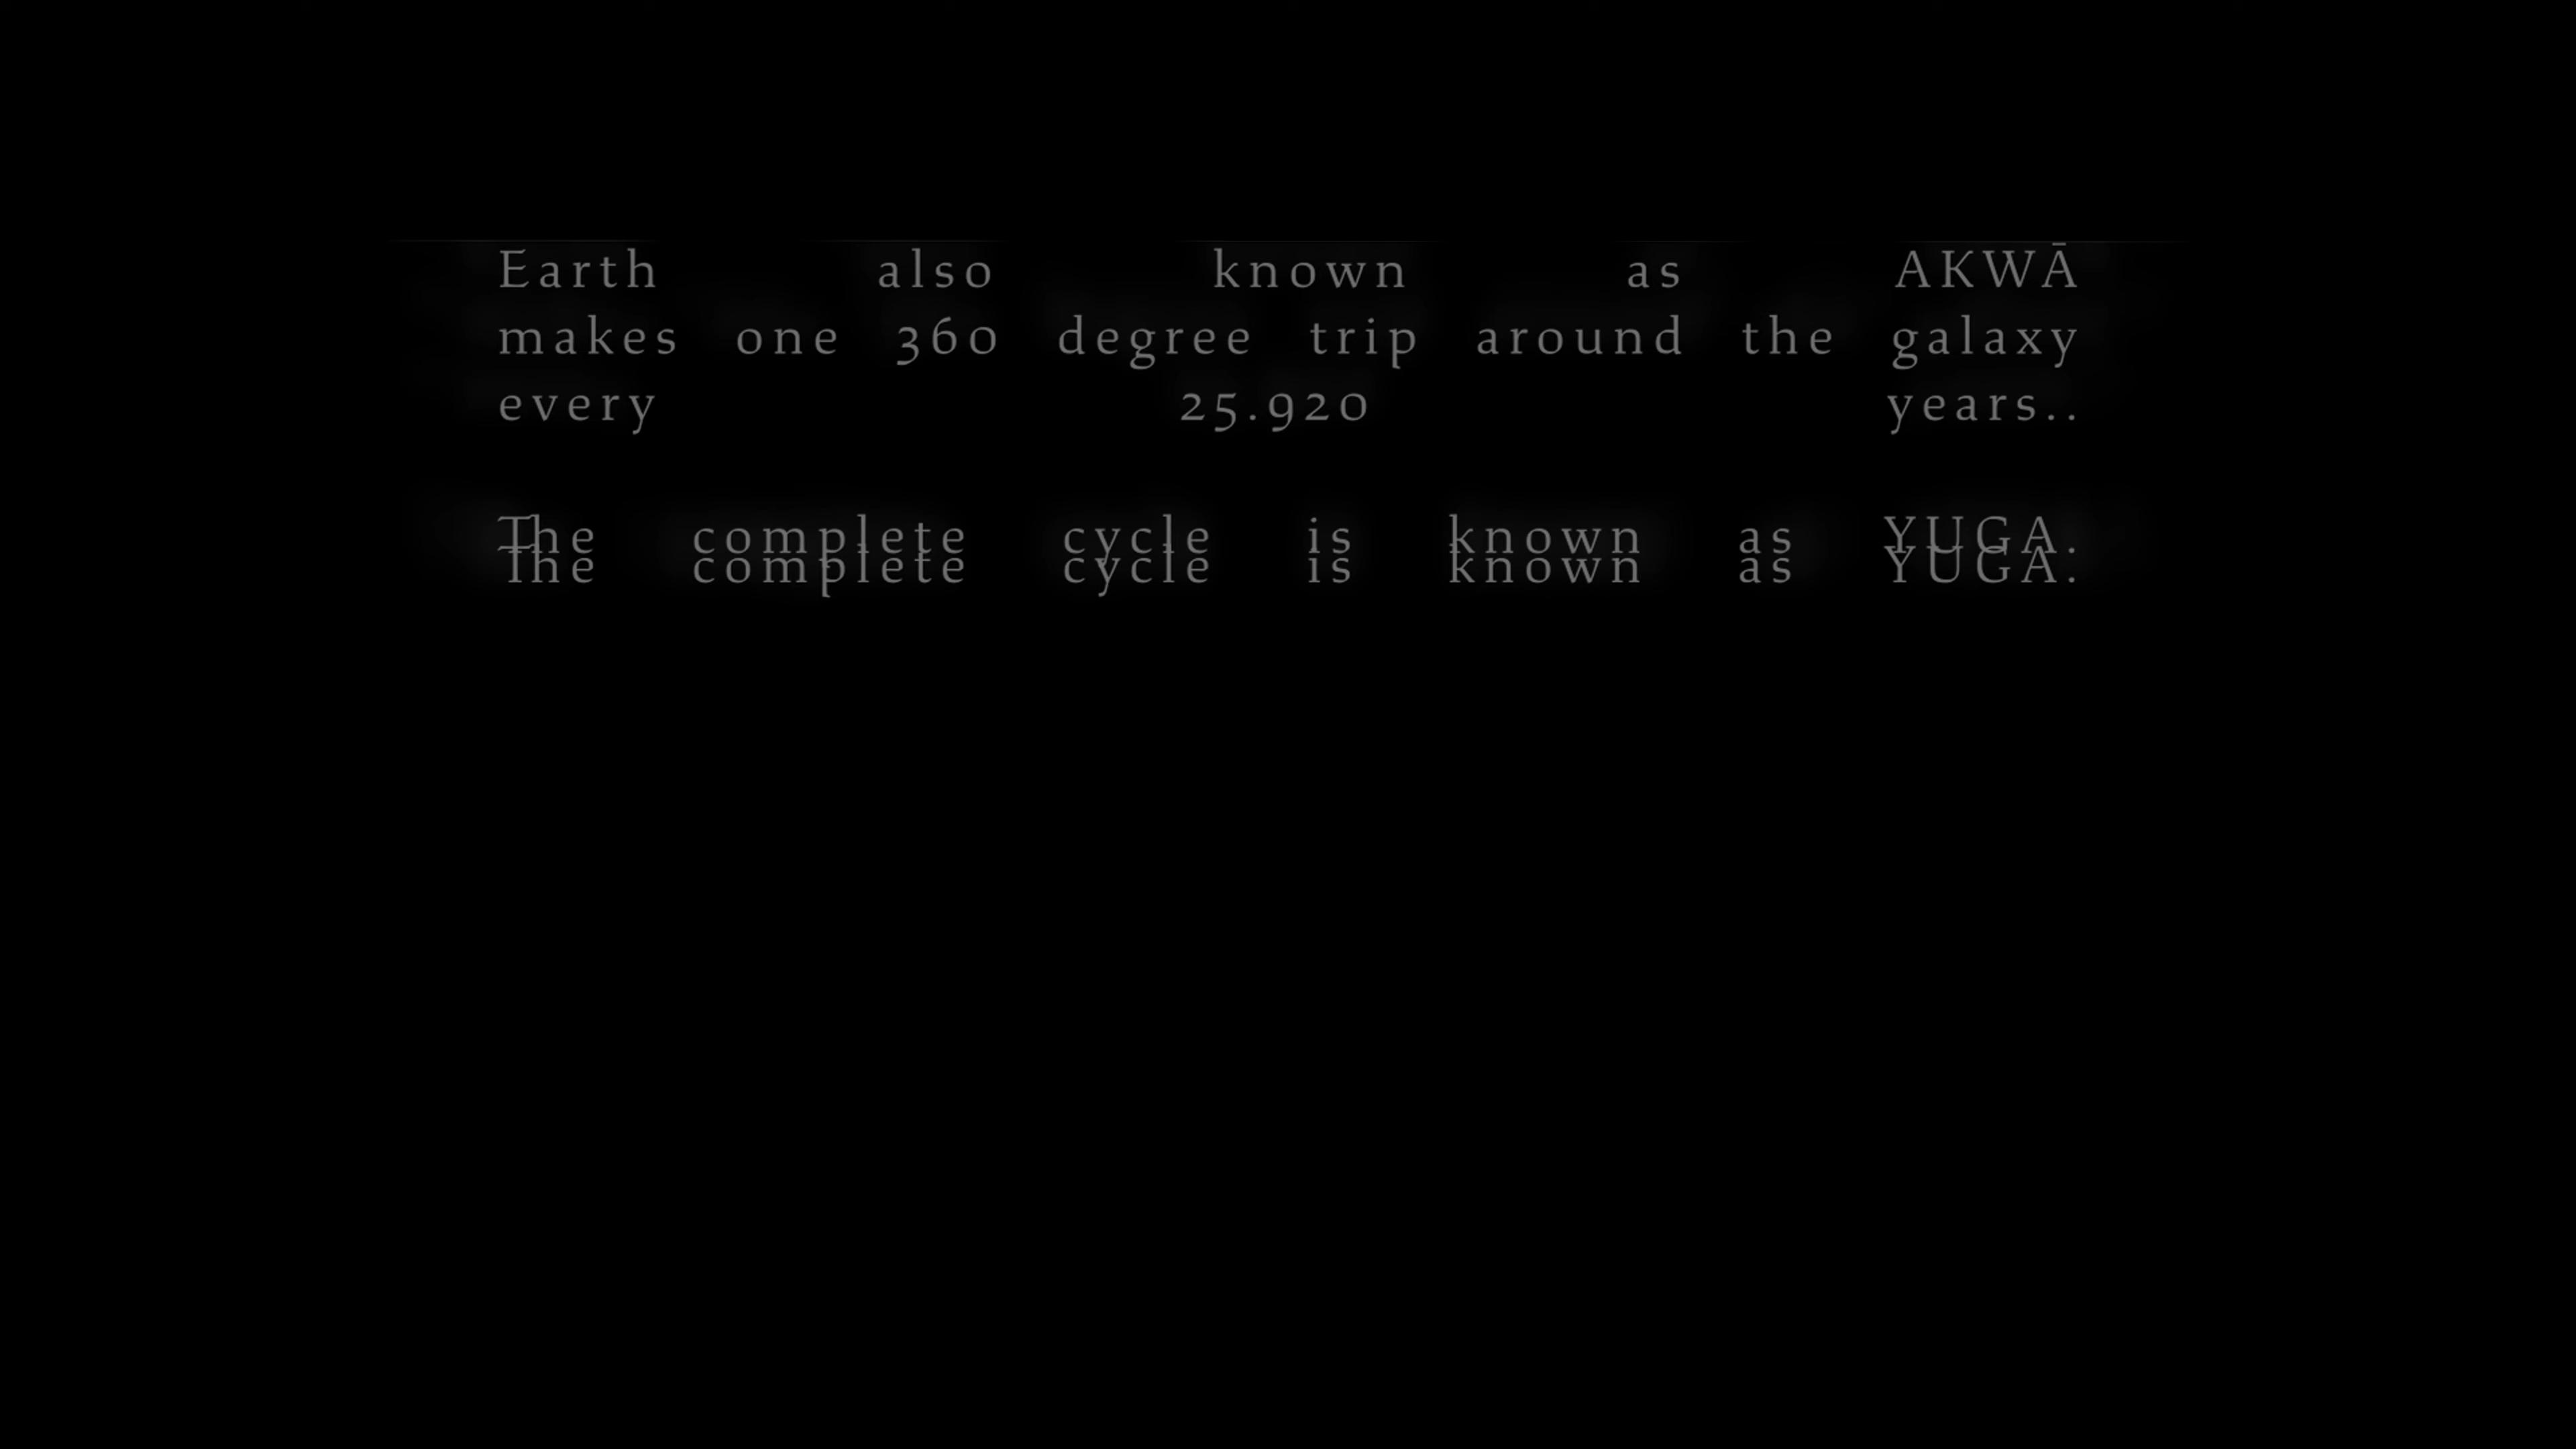 Earth also known as AKWĀ
makes one 360 degree trip around the galaxy
every 25.920 years..
The complete cycle is known as YUGA.
The complete cycle is known as YUGA.